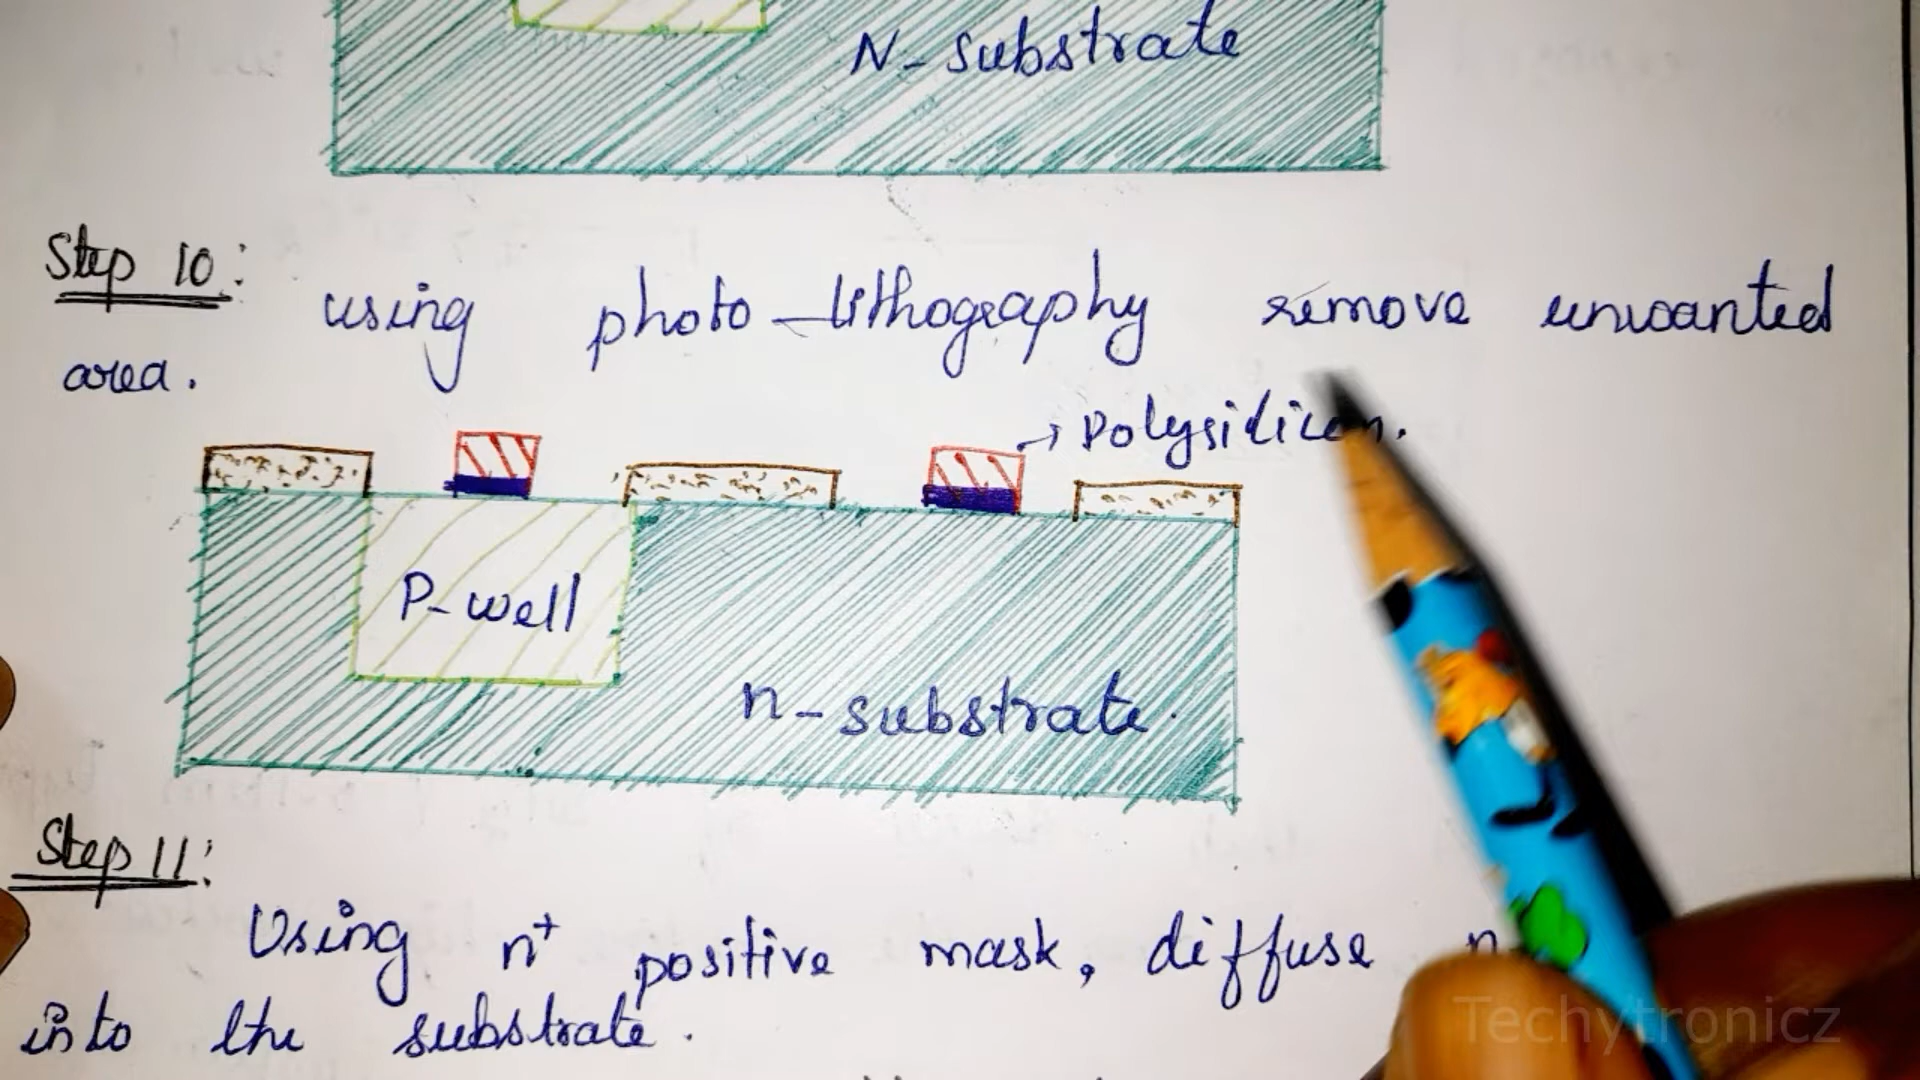 N-substrate
Step 10: using photo-lithography remove unwanted
area.
→ Polysilicon.
P-well
n-substrate.
Step 11:
Using n+ positive mask, diffuse
into the substrate.
Techytronicz